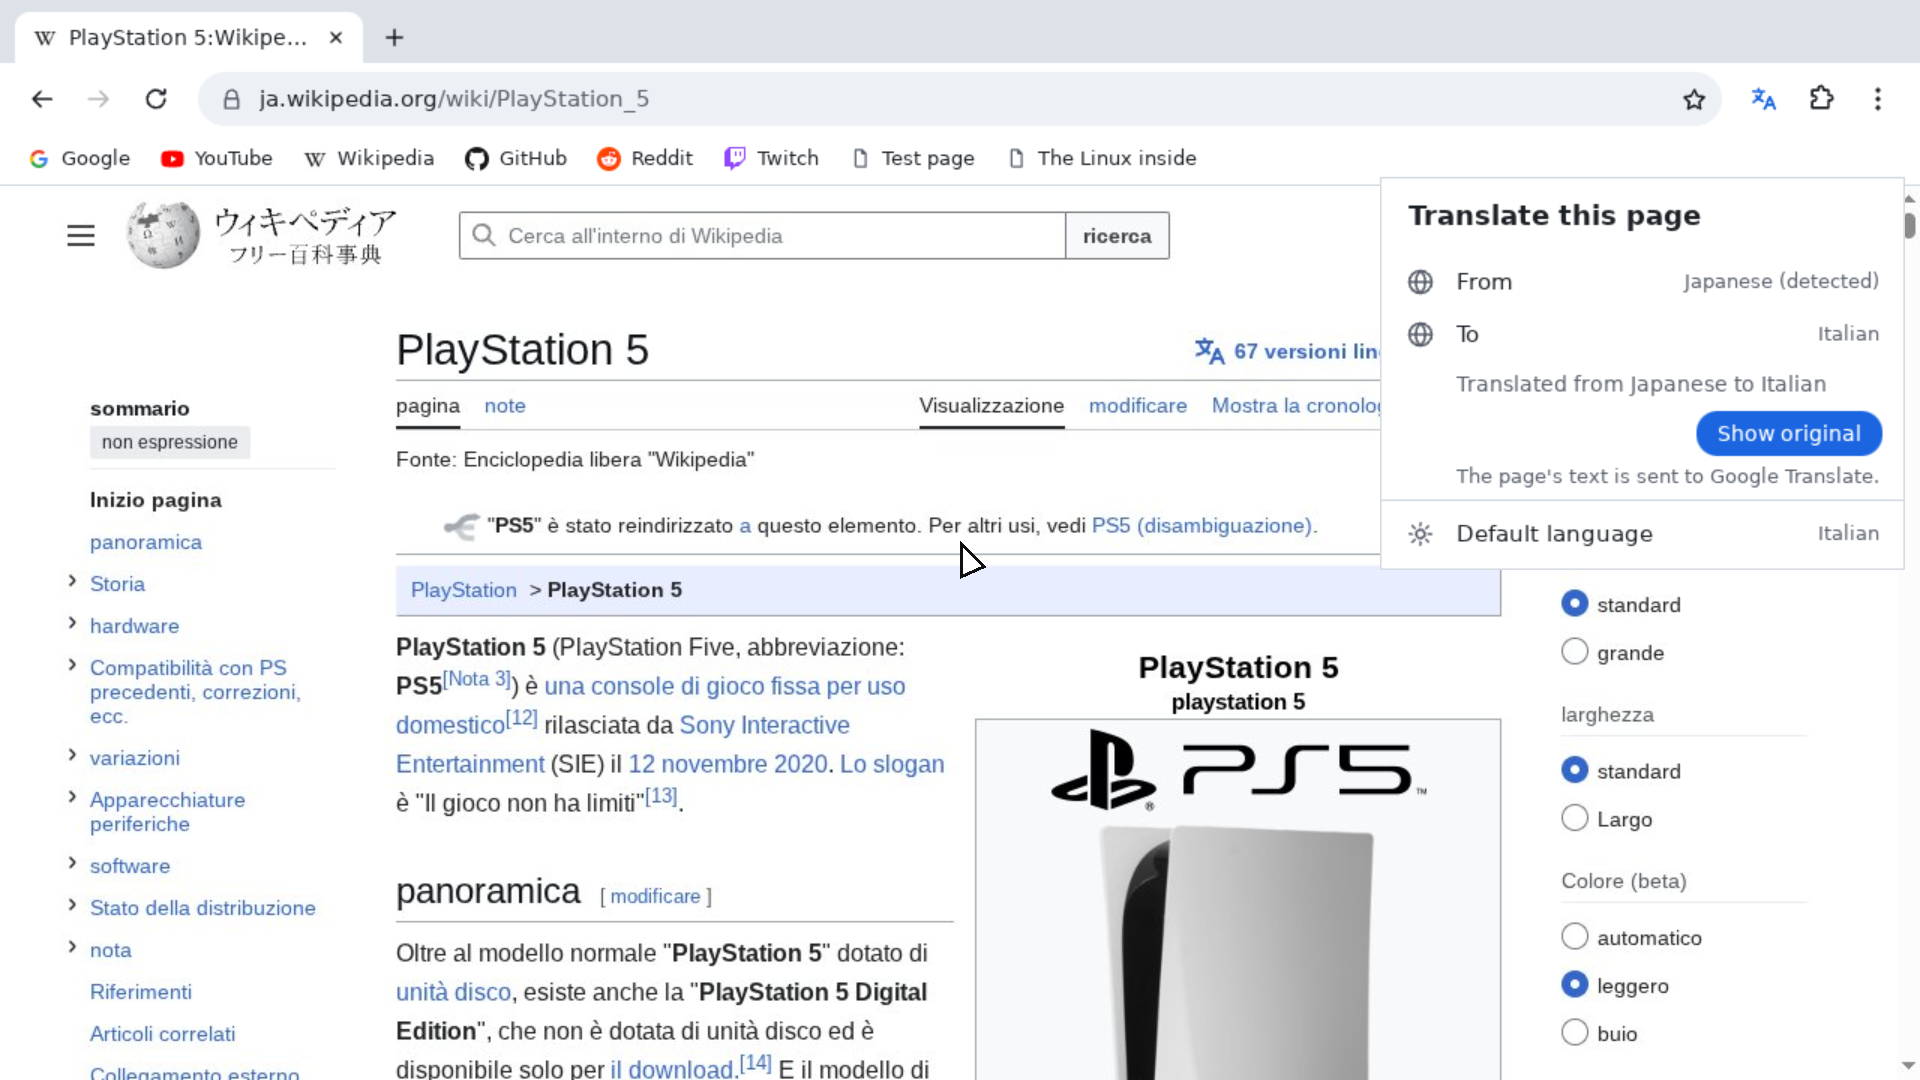 PlayStation 5:Wikipe...
ja.wikipedia.org/wiki/PlayStation_5
Google
YouTube
Wikipedia
GitHub
Reddit
Twitch
Test page
The Linux inside
ウィキペディア
フリー百科事典
Cerca all'interno di Wikipedia
ricerca
Translate this page
From
Japanese (detected)
To
Italian
Translated from Japanese to Italian
Show original
The page's text is sent to Google Translate.
Default language
Italian
PlayStation 5
67 versioni lin
pagina
note
Visualizzazione
modificare
Mostra la cronolog
Fonte: Enciclopedia libera "Wikipedia"
"PS5" è stato reindirizzato a questo elemento. Per altri usi, vedi PS5 (disambiguazione).
PlayStation > PlayStation 5
sommario
non espressione
Inizio pagina
panoramica
Storia
hardware
Compatibilità con PS
precedenti, correzioni,
ecc.
variazioni
Apparecchiature
periferiche
software
Stato della distribuzione
nota
Riferimenti
Articoli correlati
Collegamento esterno
PlayStation 5 (PlayStation Five, abbreviazione:
PS5[Nota 3]) è una console di gioco fissa per uso
domestico[12] rilasciata da Sony Interactive
Entertainment (SIE) il 12 novembre 2020. Lo slogan
è "Il gioco non ha limiti"[13].
panoramica [ modificare ]
Oltre al modello normale "PlayStation 5" dotato di
unità disco, esiste anche la "PlayStation 5 Digital
Edition", che non è dotata di unità disco ed è
disponibile solo per il download.[14] E il modello di
PlayStation 5
playstation 5
PS5™
standard
grande
larghezza
standard
Largo
Colore (beta)
automatico
leggero
buio